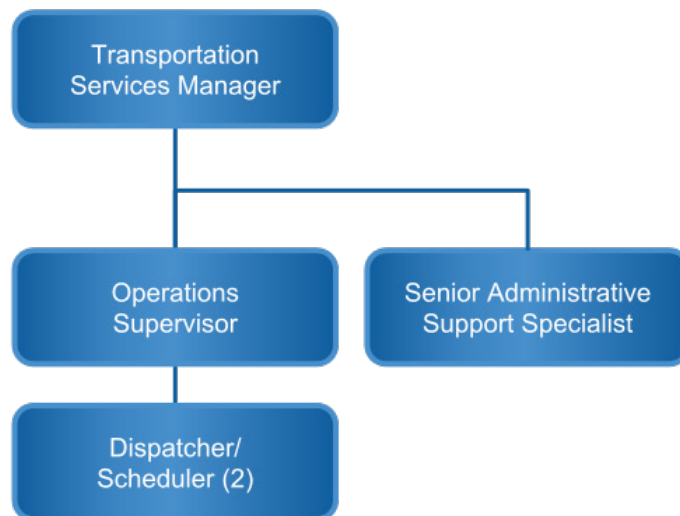 Transportation
Services Manager
Operations
Supervisor
Senior Administrative
Support Specialist
Dispatcher/
Scheduler (2)